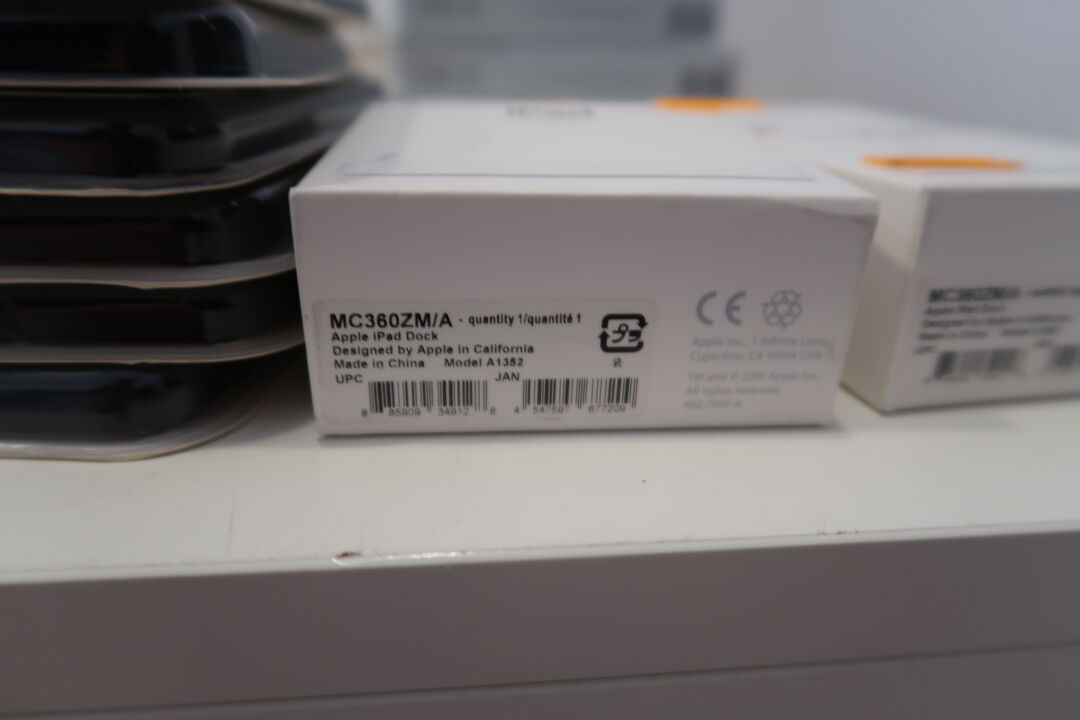 MC360ZM/A - quantity 1/quantité 1
Apple iPad Dock
Designed by Apple in California
Made in China Model A1352
UPC JAN
8 85909 34912 8 4 547597 677209
CE
Apple Inc., 1 Infinite Loop,
Cupertino, CA 95014 USA
TM and © 2010 Apple Inc.
All rights reserved.
MC360ZM/A
Apple iPad Dock